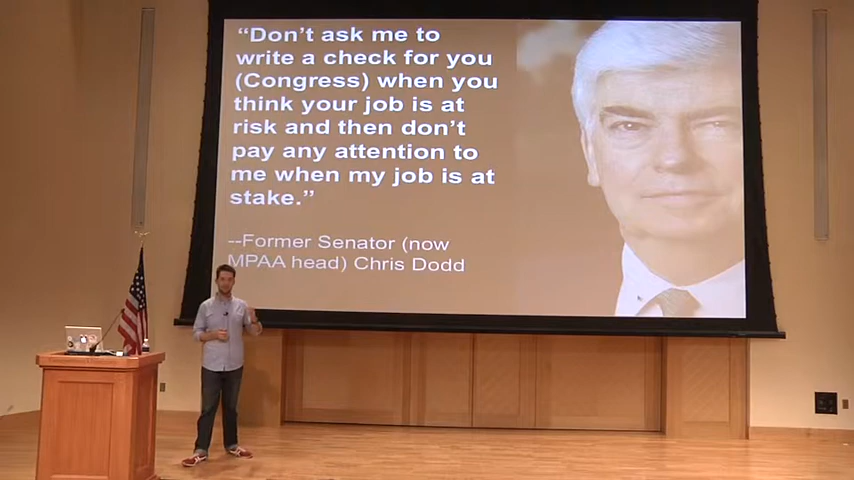 “Don’t ask me to
write a check for you
(Congress) when you
think your job is at
risk and then don’t
pay any attention to
me when my job is at
stake.”
--Former Senator (now
MPAA head) Chris Dodd